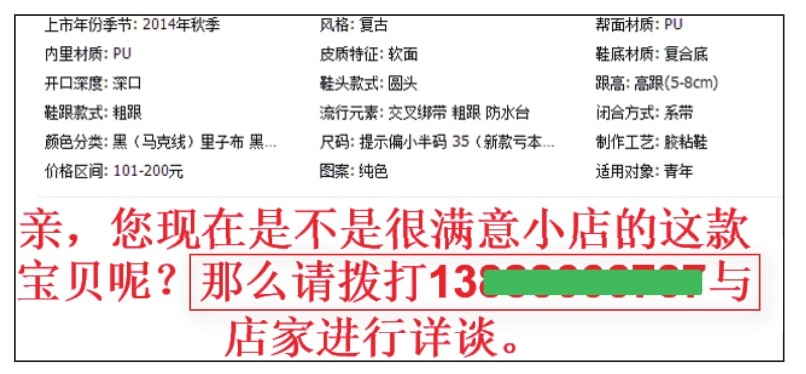 上市年份季节: 2014年秋季 风格: 复古 帮面材质: PU
内里材质: PU 皮质特征: 软面 鞋底材质: 复合底
开口深度: 深口 鞋头款式: 圆头 跟高: 高跟(5-8cm)
鞋跟款式: 粗跟 流行元素: 交叉绑带 粗跟 防水台 闭合方式: 系带
颜色分类: 黑（马克线）里子布 黑... 尺码: 提示偏小半码 35（新款亏本... 制作工艺: 胶粘鞋
价格区间: 101-200元 图案: 纯色 适用对象: 青年
亲，您现在是不是很满意小店的这款
宝贝呢？那么请拨打13 与
店家进行详谈。